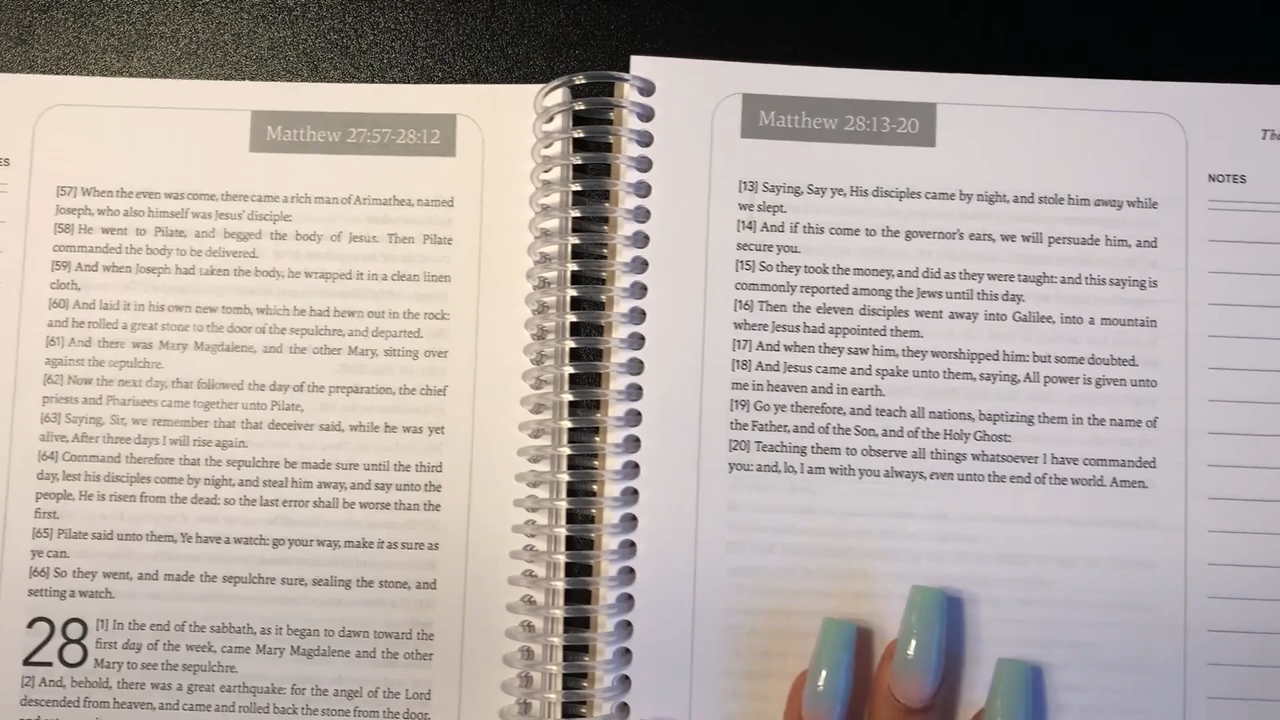 ES
Matthew 27:57-28:12
[57] When the even was come, there came a rich man of Arimathea, named
Joseph, who also himself was Jesus' disciple:
[58] He went to Pilate, and begged the body of Jesus. Then Pilate
commanded the body to be delivered.
[59] And when Joseph had taken the body, he wrapped it in a clean linen
cloth,
[60] And laid it in his own new tomb, which he had hewn out in the rock:
and he rolled a great stone to the door of the sepulchre, and departed.
[61] And there was Mary Magdalene, and the other Mary, sitting over
against the sepulchre.
[62] Now the next day, that followed the day of the preparation, the chief
priests and Pharisees came together unto Pilate,
[63] Saying, Sir, we remember that that deceiver said, while he was yet
alive, After three days I will rise again.
[64] Command therefore that the sepulchre be made sure until the third
day, lest his disciples come by night, and steal him away, and say unto the
people, He is risen from the dead: so the last error shall be worse than the
first.
[65] Pilate said unto them, Ye have a watch: go your way, make it as sure as
ye can.
[66] So they went, and made the sepulchre sure, sealing the stone, and
setting a watch.
28 [1] In the end of the sabbath, as it began to dawn toward the
first day of the week, came Mary Magdalene and the other
Mary to see the sepulchre.
[2] And, behold, there was a great earthquake: for the angel of the Lord
descended from heaven, and came and rolled back the stone from the door,
Matthew 28:13-20
[13] Saying, Say ye, His disciples came by night, and stole him away while
we slept.
[14] And if this come to the governor's ears, we will persuade him, and
secure you.
[15] So they took the money, and did as they were taught: and this saying is
commonly reported among the Jews until this day.
[16] Then the eleven disciples went away into Galilee, into a mountain
where Jesus had appointed them.
[17] And when they saw him, they worshipped him: but some doubted.
[18] And Jesus came and spake unto them, saying, All power is given unto
me in heaven and in earth.
[19] Go ye therefore, and teach all nations, baptizing them in the name of
the Father, and of the Son, and of the Holy Ghost:
[20] Teaching them to observe all things whatsoever I have commanded
you: and, lo, I am with you always, even unto the end of the world. Amen.
The
NOTES